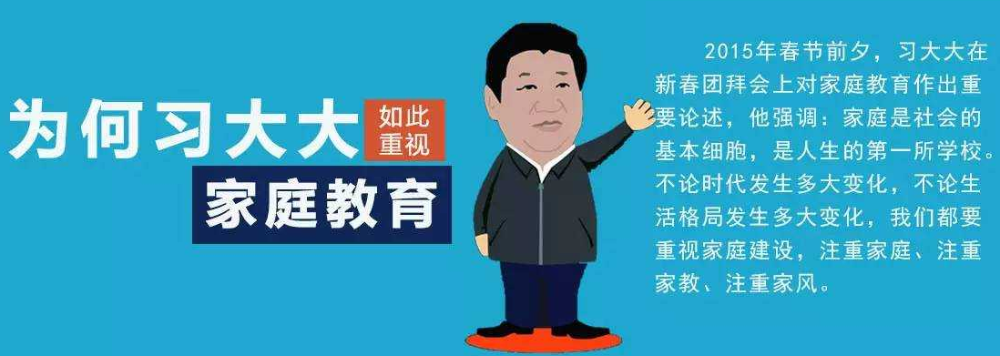 为何习大大
如此
重视
家庭教育
2015年春节前夕，习大大在
新春团拜会上对家庭教育作出重
要论述，他强调：家庭是社会的
基本细胞，是人生的第一所学校。
不论时代发生多大变化，不论生
活格局发生多大变化，我们都要
重视家庭建设，注重家庭、注重
家教、注重家风。